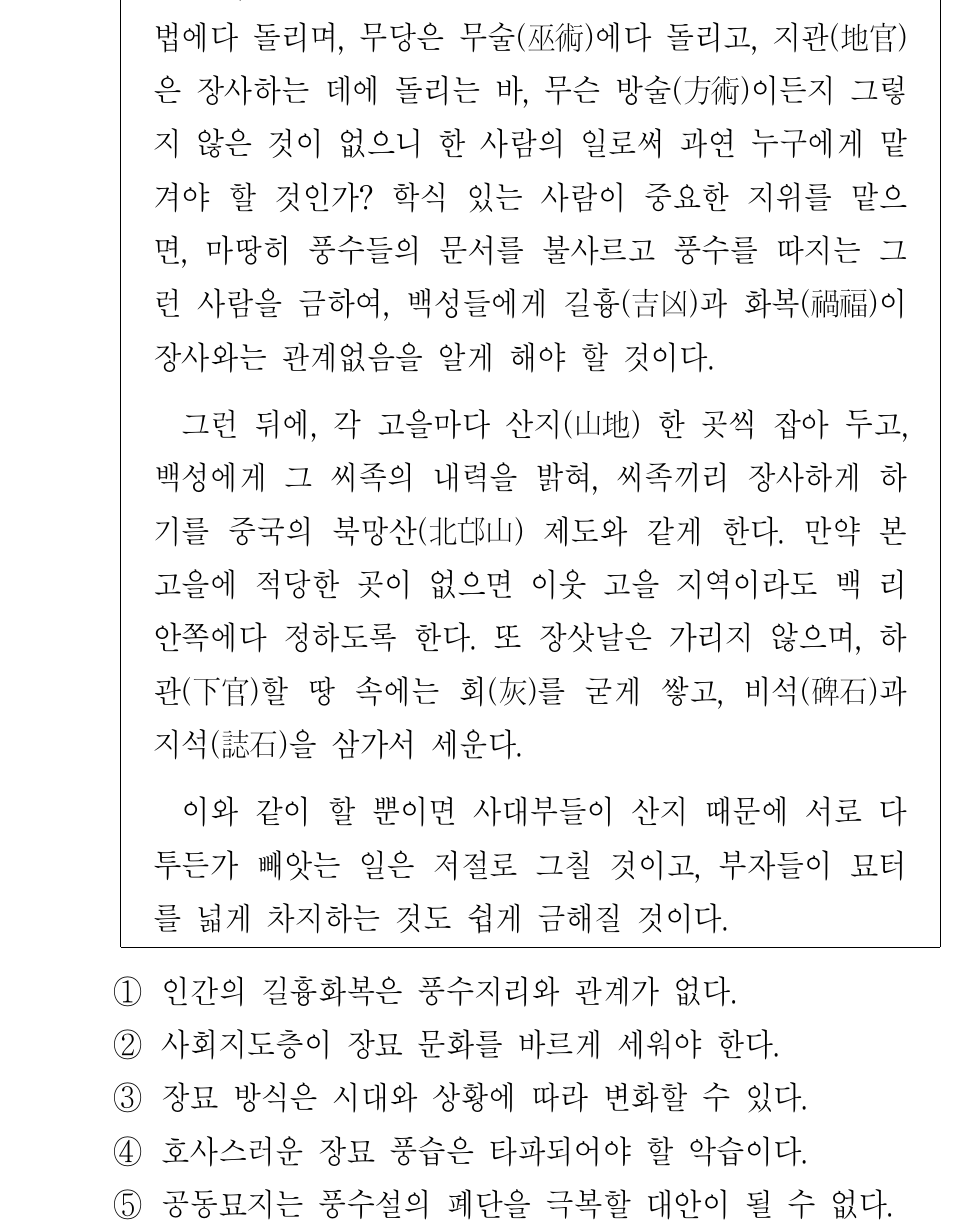 법에다 돌리며, 무당은 무술(巫術)에다 돌리고, 지관(地官)
은 장사하는 데에 돌리는 바, 무슨 방술(方術)이든지 그렇
지 않은 것이 없으니 한 사람의 일로써 과연 누구에게 맡
겨야 할 것인가? 학식 있는 사람이 중요한 지위를 맡으
면, 마땅히 풍수들의 문서를 불사르고 풍수를 따지는 그
런 사람을 금하여, 백성들에게 길흉(吉凶)과 화복(禍福)이
장사와는 관계없음을 알게 해야 할 것이다.
그런 뒤에, 각 고을마다 산지(山地) 한 곳씩 잡아 두고,
백성에게 그 씨족의 내력을 밝혀, 씨족끼리 장사하게 하
기를 중국의 북망산(北邙山) 제도와 같게 한다. 만약 본
고을에 적당한 곳이 없으면 이웃 고을 지역이라도 백 리
안쪽에다 정하도록 한다. 또 장삿날은 가리지 않으며, 하
관(下官)할 땅 속에는 회(灰)를 굳게 쌓고, 비석(碑石)과
지석(誌石)을 삼가서 세운다.
이와 같이 할 뿐이면 사대부들이 산지 때문에 서로 다
투든가 빼앗는 일은 저절로 그칠 것이고, 부자들이 묘터
를 넓게 차지하는 것도 쉽게 금해질 것이다.
① 인간의 길흉화복은 풍수지리와 관계가 없다.
② 사회지도층이 장묘 문화를 바르게 세워야 한다.
③ 장묘 방식은 시대와 상황에 따라 변화할 수 있다.
④ 호사스러운 장묘 풍습은 타파되어야 할 악습이다.
⑤ 공동묘지는 풍수설의 폐단을 극복할 대안이 될 수 없다.